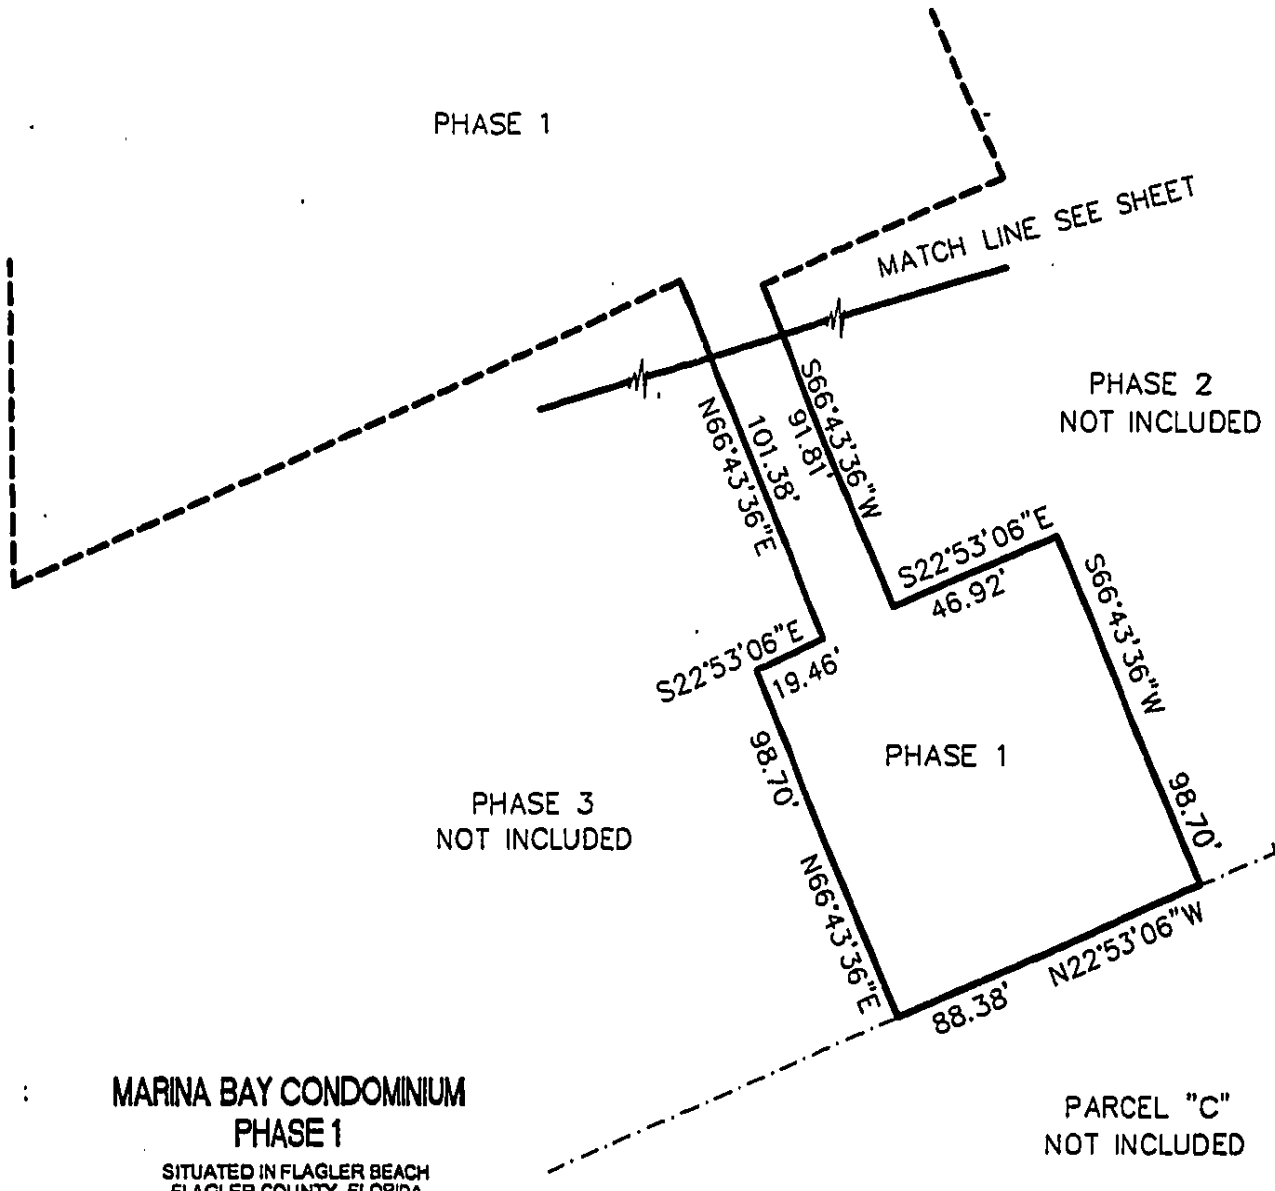 PHASE 1
MATCH LINE SEE SHEET
PHASE 2
NOT INCLUDED
S66°43'36"W
91.81'
101.38'
N66°43'36"E
S22°53'06"E
46.92'
S66°43'36"W
98.70'
S22°53'06"E
19.46'
PHASE 1
98.70'
N66°43'36"E
PHASE 3
NOT INCLUDED
N22°53'06"W
88.38'
MARINA BAY CONDOMINIUM
PHASE 1
SITUATED IN FLAGLER BEACH
FLAGLER COUNTY, FLORIDA
PARCEL "C"
NOT INCLUDED